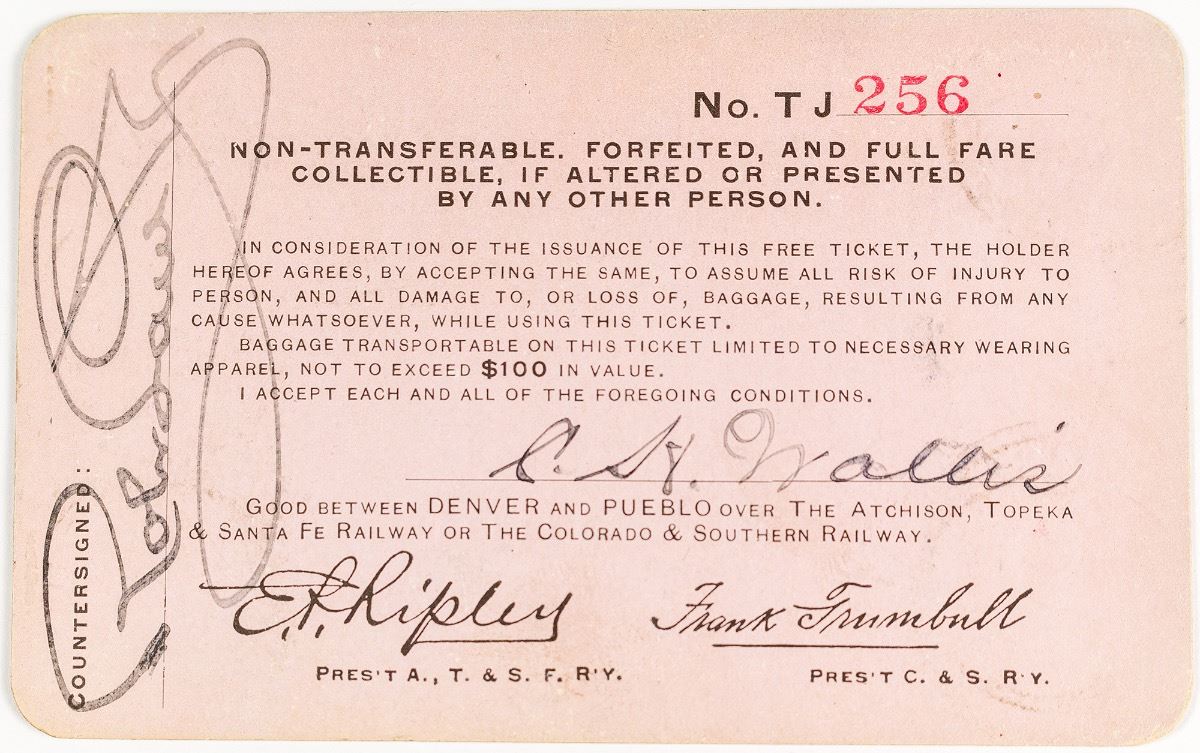 No. TJ 256
NON-TRANSFERABLE. FORFEITED, AND FULL FARE
COLLECTIBLE, IF ALTERED OR PRESENTED
BY ANY OTHER PERSON.
IN CONSIDERATION OF THE ISSUANCE OF THIS FREE TICKET, THE HOLDER
HEREOF AGREES, BY ACCEPTING THE SAME, TO ASSUME ALL RISK OF INJURY TO
PERSON, AND ALL DAMAGE TO, OR LOSS OF, BAGGAGE, RESULTING FROM ANY
CAUSE WHATSOEVER, WHILE USING THIS TICKET.
BAGGAGE TRANSPORTABLE ON THIS TICKET LIMITED TO NECESSARY WEARING
APPAREL, NOT TO EXCEED $100 IN VALUE.
I ACCEPT EACH AND ALL OF THE FOREGOING CONDITIONS.
C. H. Wallis
GOOD BETWEEN DENVER AND PUEBLO OVER THE ATCHISON, TOPEKA
& SANTA FE RAILWAY OR THE COLORADO & SOUTHERN RAILWAY.
E. P. Ripley
Frank Trumbull
PRES'T A., T. & S. F. R'Y.
PRES'T C. & S. R'Y.
COUNTERSIGNED: